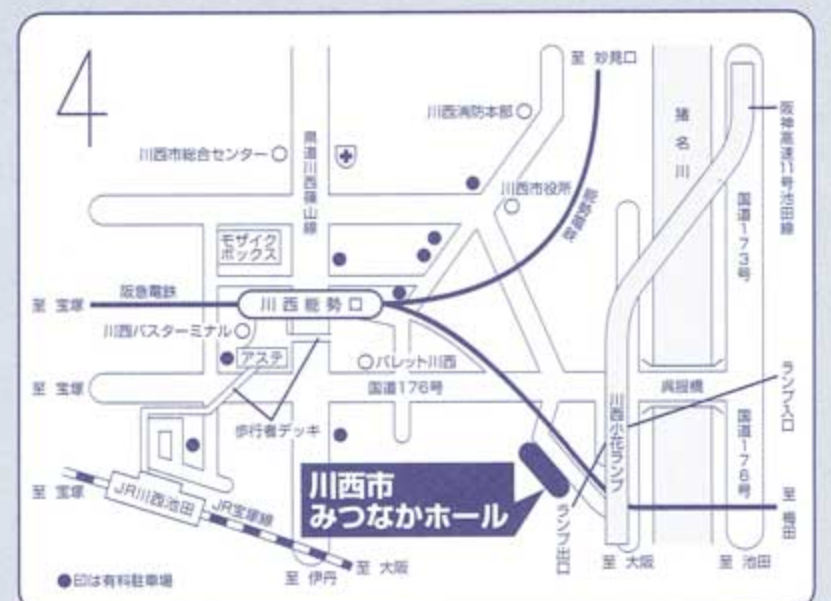 至 妙見口
川西消防本部
阪神高速11号池田線
猪名川
県道川西篠山線
川西市総合センター
川西市役所
能勢電鉄
国道173号
モザイク
ボックス
阪急電鉄
川西能勢口
至 宝塚
川西バスターミナル
アステ
パレット川西
ランプ入口
至 宝塚
国道176号
呉服橋
川西小花ランプ
歩行者デッキ
国道176号
川西市
みつなかホール
至 宝塚
JR川西池田
JR宝塚線
ランプ出口
至 梅田
至 大阪
至 伊丹
至 大阪
至 池田
●印は有料駐車場